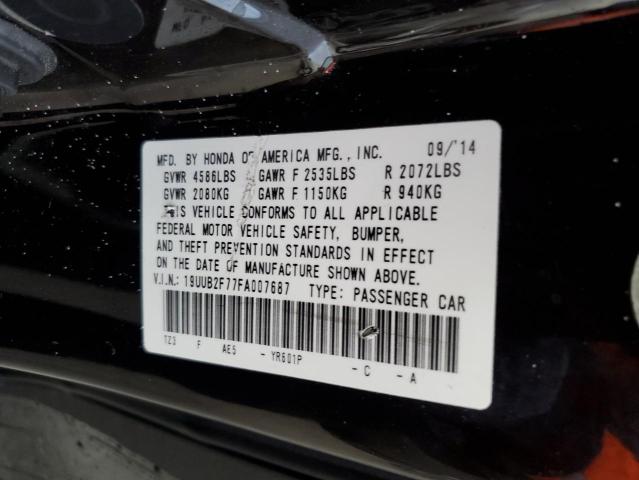 MFD. BY HONDA OF AMERICA MFG., INC. 09/'14
GVWR 4586LBS GAWR F 2535LBS R 2072LBS
GVWR 2080KG GAWR F 1150KG R 940KG
THIS VEHICLE CONFORMS TO ALL APPLICABLE
FEDERAL MOTOR VEHICLE SAFETY, BUMPER,
AND THEFT PREVENTION STANDARDS IN EFFECT
ON THE DATE OF MANUFACTURE SHOWN ABOVE.
V.I.N.: 19UUB2F77FA007687 TYPE: PASSENGER CAR
TZ3 F AE5 - YR601P - C - A